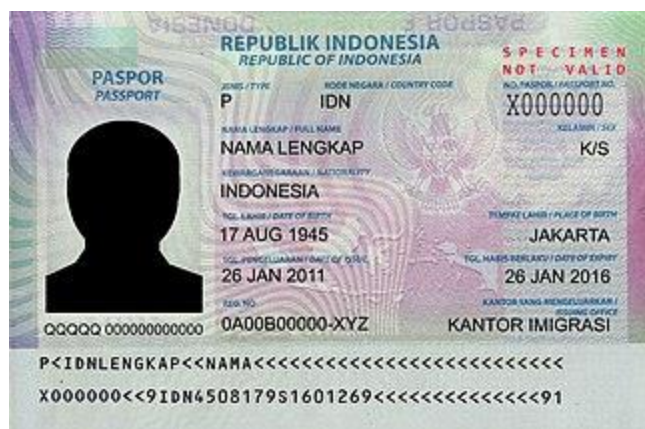 REPUBLIK INDONESIA
REPUBLIC OF INDONESIA
SPECIMEN
NOT VALID
PASPOR
PASSPORT
JENIS / TYPE
KODE NEGARA / COUNTRY CODE
NO. PASPOR / PASSPORT NO.
P
IDN
X000000
NAMA LENGKAP / FULL NAME
KELAMIN / SEX
NAMA LENGKAP
K/S
KEWARGANEGARAAN / NATIONALITY
INDONESIA
TGL. LAHIR / DATE OF BIRTH
TEMPAT LAHIR / PLACE OF BIRTH
17 AUG 1945
JAKARTA
TGL. PENGELUARAN / DATE OF ISSUE
TGL. HABIS BERLAKU / DATE OF EXPIRY
26 JAN 2011
26 JAN 2016
REG. NO.
KANTOR YANG MENGELUARKAN /
ISSUING OFFICE
0A00B00000-XYZ
KANTOR IMIGRASI
QQQQQ 000000000000
P<IDNLENGKAP<<NAMA<<<<<<<<<<<<<<<<<<<<<<<<<<
X000000<<9IDN4508179S1601269<<<<<<<<<<<<<<91